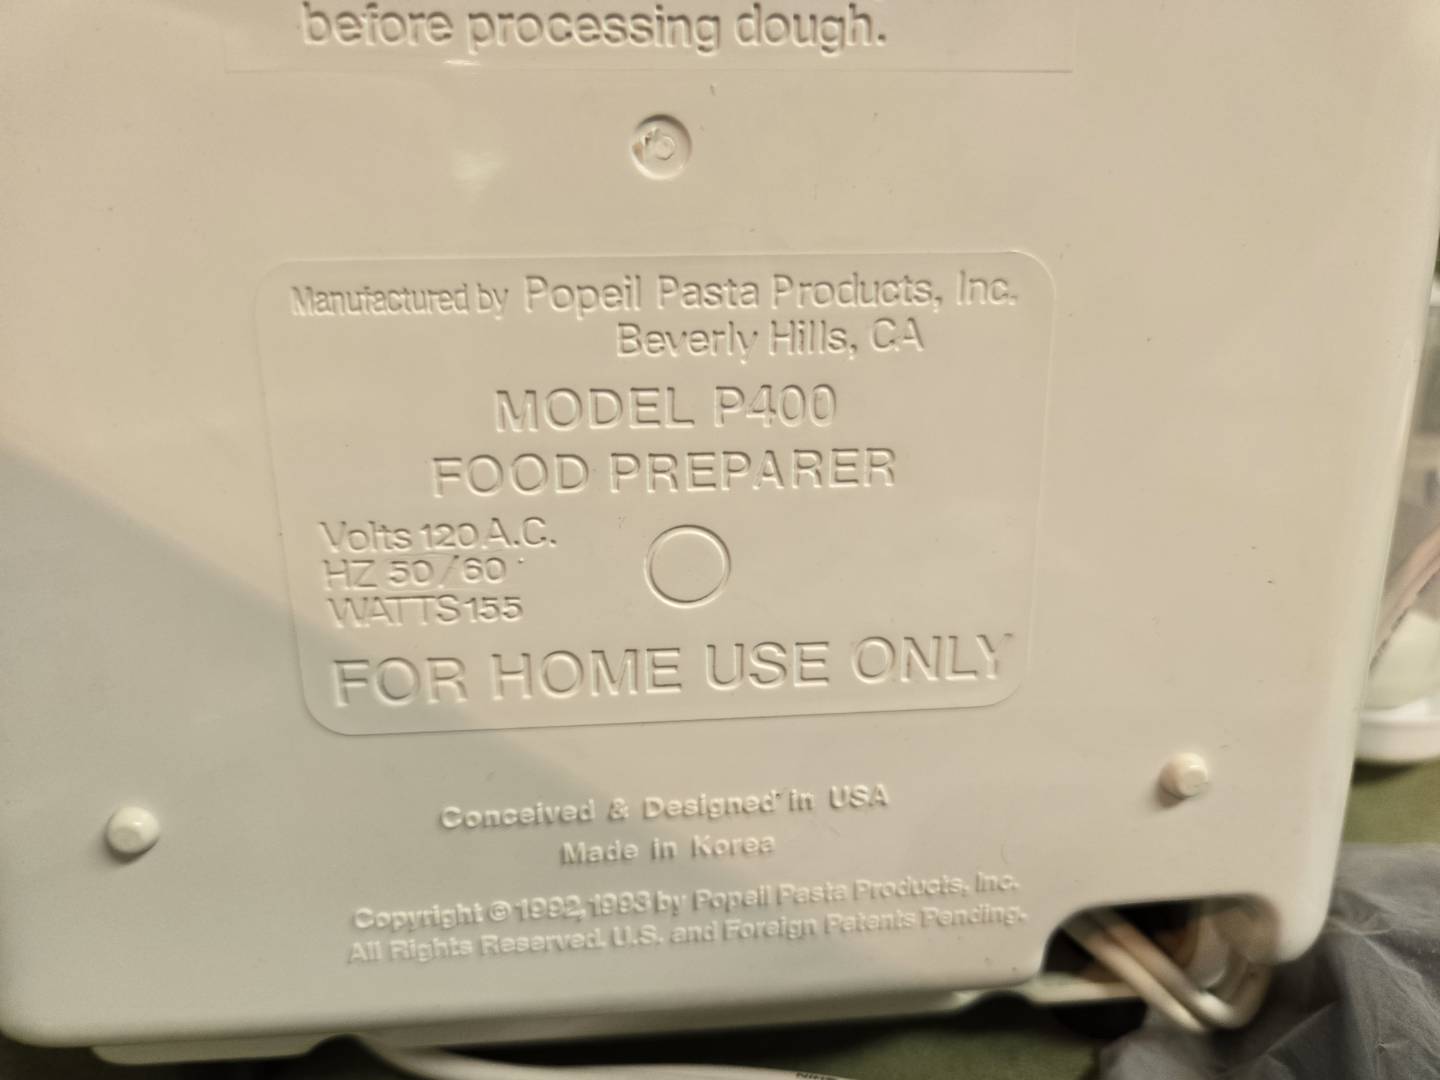 before processing dough.
Manufactured by Popeil Pasta Products, Inc.
Beverly Hills, CA
MODEL P400
FOOD PREPARER
Volts 120 A.C.
HZ 50/60
WATTS 155
FOR HOME USE ONLY
Conceived & Designed in USA
Made in Korea
Copyright © 1992, 1993 by Popeil Pasta Products, Inc.
All Rights Reserved. U.S. and Foreign Patents Pending.